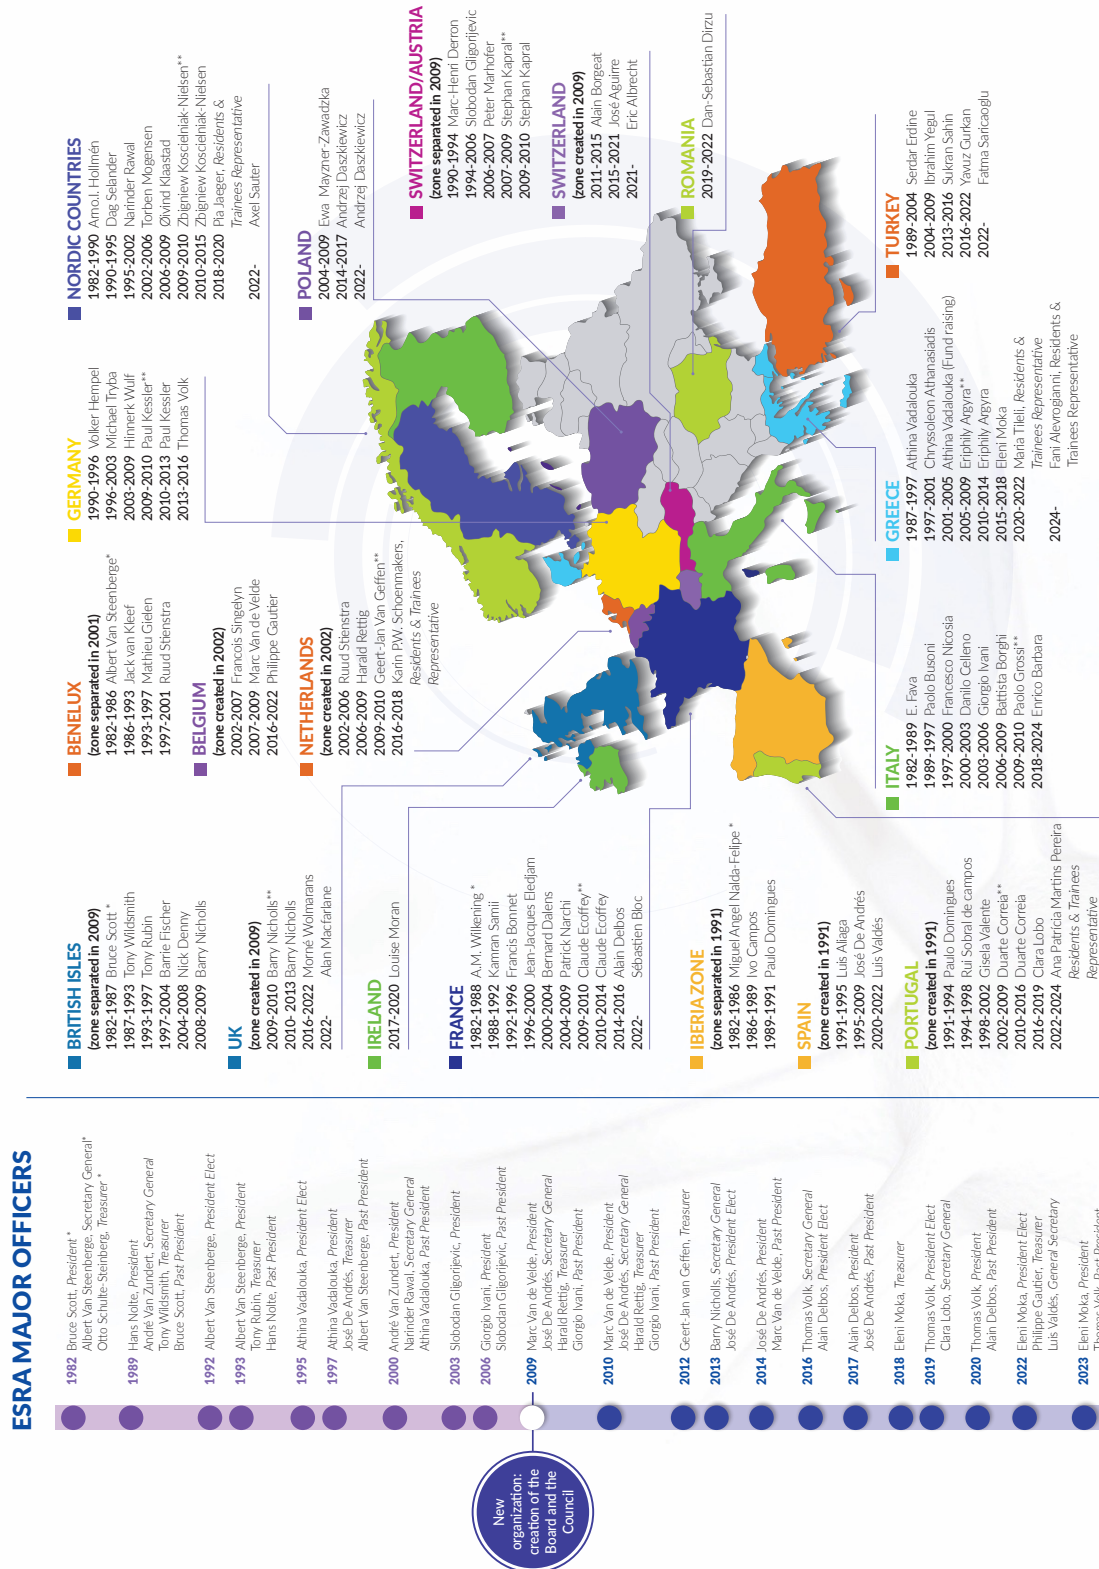 ESRA MAJOR OFFICERS
1982 Bruce Scott, President*
Albert Van Steenberge, Secretary General*
Otto Schulte-Steinberg, Treasurer *
1989 Hans Nolte, President
André Van Zundert, Secretary General
Tony Wildsmith, Treasurer
Bruce Scott, Past President
1992 Albert Van Steenberge, President Elect
1993 Albert Van Steenberge, President
Tony Rubin, Treasurer
Hans Nolte, Past President
1995 Athina Vadalouka, President Elect
1997 Athina Vadalouka, President
José De Andrés, Treasurer
Albert Van Steenberge, Past President
2000 André Van Zundert, President
Narinder Rawal, Secretary General
Athina Vadalouka, Past President
2003 Slobodan Gligorijevic, President
2006 Giorgio Ivani, President
Slobodan Gligorijevic, Past President
2009 Marc Van de Velde, President
José De Andrés, Secretary General
Harald Rettig, Treasurer
Giorgio Ivani, Past President
2010 Marc Van de Velde, President
José De Andrés, Secretary General
Harald Rettig, Treasurer
Giorgio Ivani, Past President
2012 Geert-Jan van Geffen, Treasurer
2013 Barry Nicholls, Secretary General
José De Andrés, President Elect
2014 José De Andrés, President
Marc Van de Velde, Past President
2016 Thomas Volk, Secretary General
Alain Delbos, President Elect
2017 Alain Delbos, President
José De Andrés, Past President
2018 Eleni Moka, Treasurer
2019 Thomas Volk, President Elect
Clara Lobo, Secretary General
2020 Thomas Volk, President
Alain Delbos, Past President
2022 Eleni Moka, President Elect
Philippe Gautier, Treasurer
Luis Valdés, General Secretary
2023 Eleni Moka, President
Thomas Volk, Past President
New
organization:
creation of the
Board and the
Council
BRITISH ISLES
(zone separated in 2009)
1982-1987 Bruce Scott *
1987-1993 Tony Wildsmith
1993-1997 Tony Rubin
1997-2004 Barrie Fischer
2004-2008 Nick Denny
2008-2009 Barry Nicholls
UK
(zone created in 2009)
2009-2010 Barry Nicholls**
2010- 2013 Barry Nicholls
2016-2022 Morné Wolmarans
2022- Alan Macfarlane
IRELAND
2017-2020 Louise Moran
FRANCE
1982-1988 A.M. Wilkening *
1988-1992 Kamran Samii
1992-1996 Francis Bonnet
1996-2000 Jean-Jacques Eledjam
2000-2004 Bernard Dalens
2004-2009 Patrick Narchi
2009-2010 Claude Ecoffey**
2010-2014 Claude Ecoffey
2014-2016 Alain Delbos
2022- Sébastien Bloc
IBERIA ZONE
(zone separated in 1991)
1982-1986 Miguel Angel Nalda-Felipe *
1986-1989 Ivo Campos
1989-1991 Paulo Domingues
SPAIN
(zone created in 1991)
1991-1995 Luis Aliaga
1995-2009 José De Andrés
2020-2022 Luis Valdés
PORTUGAL
(zone created in 1991)
1991-1994 Paulo Domingues
1994-1998 Rui Sobral de campos
1998-2002 Gisela Valente
2002-2009 Duarte Correia**
2010-2016 Duarte Correia
2016-2019 Clara Lobo
2022-2024 Ana Patrícia Martins Pereira
Residents & Trainees
Representative
BENELUX
(zone separated in 2001)
1982-1986 Albert Van Steenberge*
1986-1993 Jack van Kleef
1993-1997 Mathieu Gielen
1997-2001 Ruud Stienstra
BELGIUM
(zone created in 2002)
2002-2007 Francois Singelyn
2007-2009 Marc Van de Velde
2016-2022 Philippe Gautier
NETHERLANDS
(zone created in 2002)
2002-2006 Ruud Stienstra
2006-2009 Harald Rettig
2009-2010 Geert-Jan Van Geffen**
2016-2018 Karin P.W. Schoenmakers,
Residents & Trainees
Representative
ITALY
1982-1989 E. Fava
1989-1997 Paolo Busoni
1997-2000 Francesco Nicosia
2000-2003 Danilo Celleno
2003-2006 Giorgio Ivani
2006-2009 Battista Borghi
2009-2010 Paolo Grossi**
2018-2024 Enrico Barbara
GERMANY
1990-1996 Volker Hempel
1996-2003 Michael Tryba
2003-2009 Hinnerk Wulf
2009-2010 Paul Kessler**
2010-2013 Paul Kessler
2013-2016 Thomas Volk
GREECE
1987-1997 Athina Vadalouka
1997-2001 Chryssoleon Athanasiadis
2001-2005 Athina Vadalouka (Fund raising)
2005-2009 Eriphily Argyra**
2010-2014 Eriphily Argyra
2015-2018 Eleni Moka
2020-2022 Maria Tileli, Residents &
Trainees Representative
2024- Fani Alevrogianni, Residents &
Trainees Representative
NORDIC COUNTRIES
1982-1990 Arno.I. Hollmén
1990-1995 Dag Selander
1995-2002 Narinder Rawal
2002-2006 Torben Mogensen
2006-2009 Øivind Klaastad
2009-2010 Zbigniew Koscielniak-Nielsen**
2010-2015 Zbigniew Koscielniak-Nielsen
2018-2020 Pia Jaeger, Residents &
Trainees Representative
2022- Axel Sauter
POLAND
2004-2009 Ewa Mayzner-Zawadzka
2014-2017 Andrzej Daszkiewicz
2022- Andrzej Daszkiewicz
SWITZERLAND/AUSTRIA
(zone separated in 2009)
1990-1994 Marc-Henri Derron
1994-2006 Slobodan Gligorijevic
2006-2007 Peter Marhofer
2007-2009 Stephan Kapral**
2009-2010 Stephan Kapral
SWITZERLAND
(zone created in 2009)
2011-2015 Alain Borgeat
2015-2021 José Aguirre
2021- Eric Albrecht
ROMANIA
2019-2022 Dan-Sebastian Dirzu
TURKEY
1989-2004 Serdar Erdine
2004-2009 Ibrahim Yegul
2013-2016 Sukran Sahin
2016-2022 Yavuz Gurkan
2022- Fatma Saricaoglu